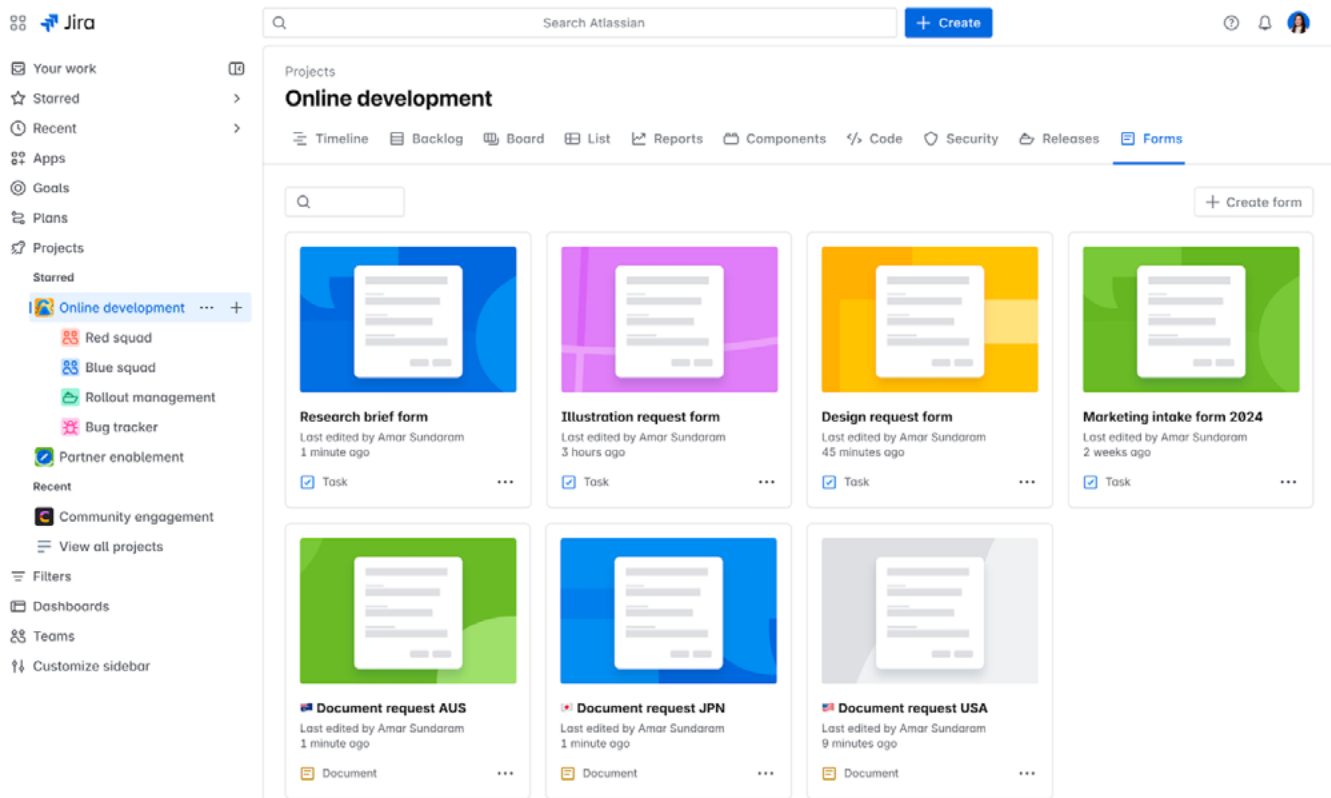 Jira
Search Atlassian
+ Create
Your work
Starred
Recent
Apps
Goals
Plans
Projects
Starred
Online development
Red squad
Blue squad
Rollout management
Bug tracker
Partner enablement
Recent
Community engagement
View all projects
Filters
Dashboards
Teams
Customize sidebar
Projects
Online development
Timeline Backlog Board List Reports Components Code Security Releases Forms
+ Create form
Research brief form
Last edited by Amar Sundaram
1 minute ago
Task
Illustration request form
Last edited by Amar Sundaram
3 hours ago
Task
Design request form
Last edited by Amar Sundaram
45 minutes ago
Task
Marketing intake form 2024
Last edited by Amar Sundaram
2 weeks ago
Task
Document request AUS
Last edited by Amar Sundaram
1 minute ago
Document
Document request JPN
Last edited by Amar Sundaram
1 minute ago
Document
Document request USA
Last edited by Amar Sundaram
9 minutes ago
Document